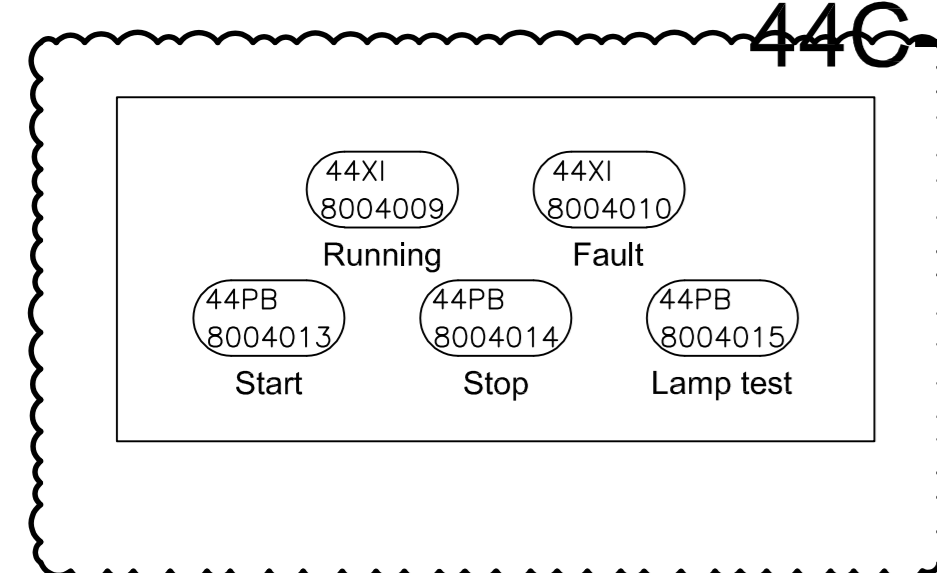 44C-
44XI
8004009
Running
44XI
8004010
Fault
44PB
8004013
Start
44PB
8004014
Stop
44PB
8004015
Lamp test